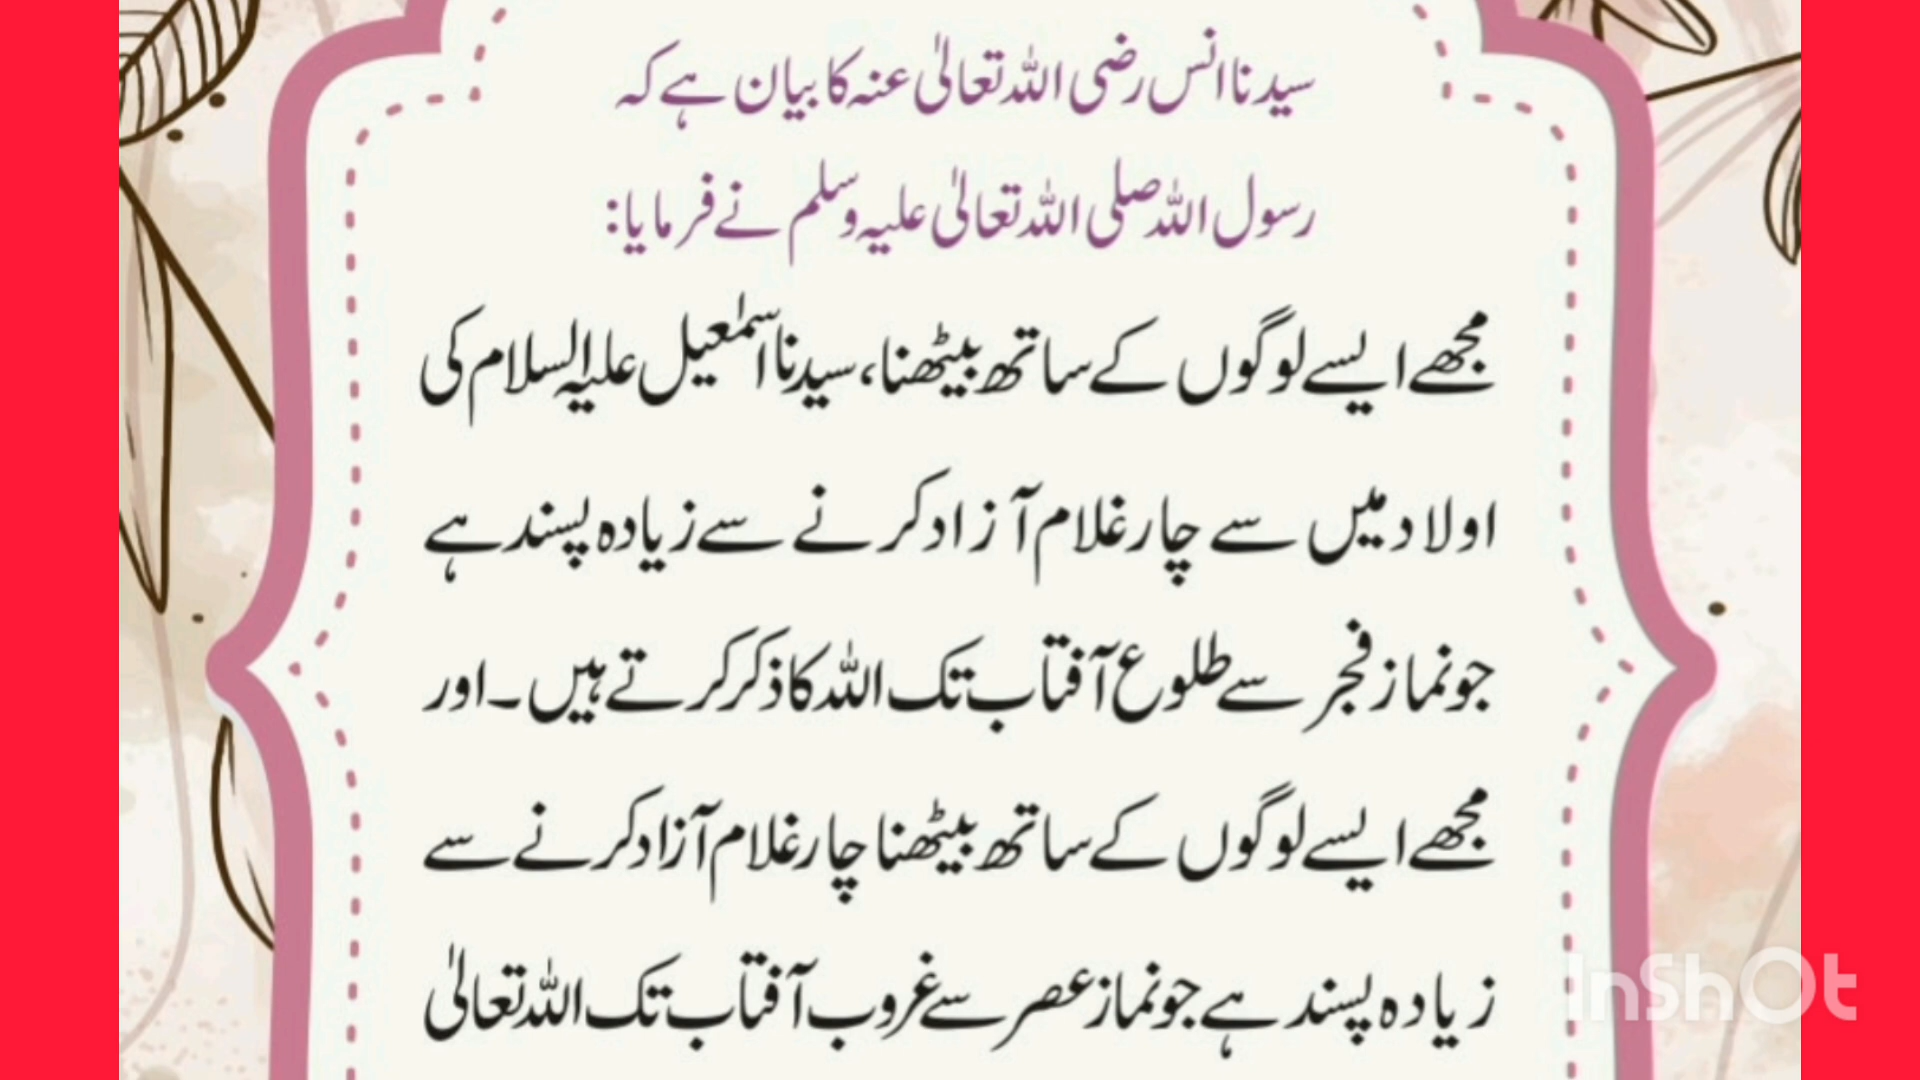 سیدنا انس رضی اللہ تعالیٰ عنہ کا بیان ہے کہ
رسول اللہ صلی اللہ تعالیٰ علیہ وسلم نے فرمایا:
مجھے ایسے لوگوں کے ساتھ بیٹھنا، سیدنا اسمٰعیل علیہ السلام کی
اولاد میں سے چار غلام آزاد کرنے سے زیادہ پسند ہے
جو نماز فجر سے طلوع آفتاب تک اللہ کا ذکر کرتے ہیں۔ اور
مجھے ایسے لوگوں کے ساتھ بیٹھنا چار غلام آزاد کرنے سے
زیادہ پسند ہے جو نماز عصر سے غروب آفتاب تک اللہ تعالیٰ
InShOt